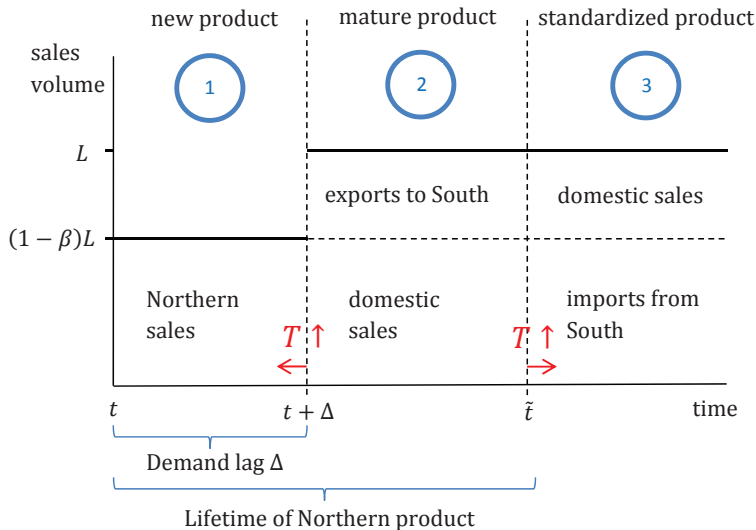 new product
mature product
standardized product
sales
volume
1
2
3
L
exports to South
domestic sales
(1 − β)L
Northern
sales
domestic
sales
imports from
South
T ↑
T ↑
t
t + Δ
t̃
time
Demand lag Δ
Lifetime of Northern product